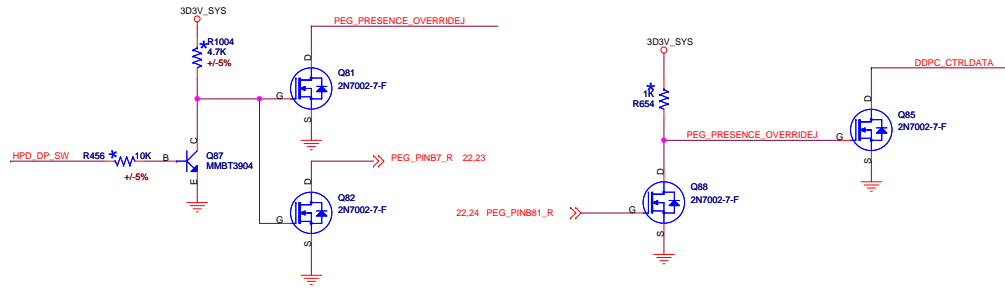 3D3V_SYS
PEG_PRESENCE_OVERRIDEJ
* R1004
4.7K
+/-5%
D
Q81
2N7002-7-F
G
S
HPD_DP_SW
R456 * 10K
+/-5%
B
C
E
Q87
MMBT3904
D
PEG_PINB7_R 22,23
Q82
2N7002-7-F
G
S
3D3V_SYS
*
1K
R654
PEG_PRESENCE_OVERRIDEJ
D
Q88
2N7002-7-F
22,24 PEG_PINB81_R
G
S
DDPC_CTRLDATA
D
Q85
2N7002-7-F
G
S